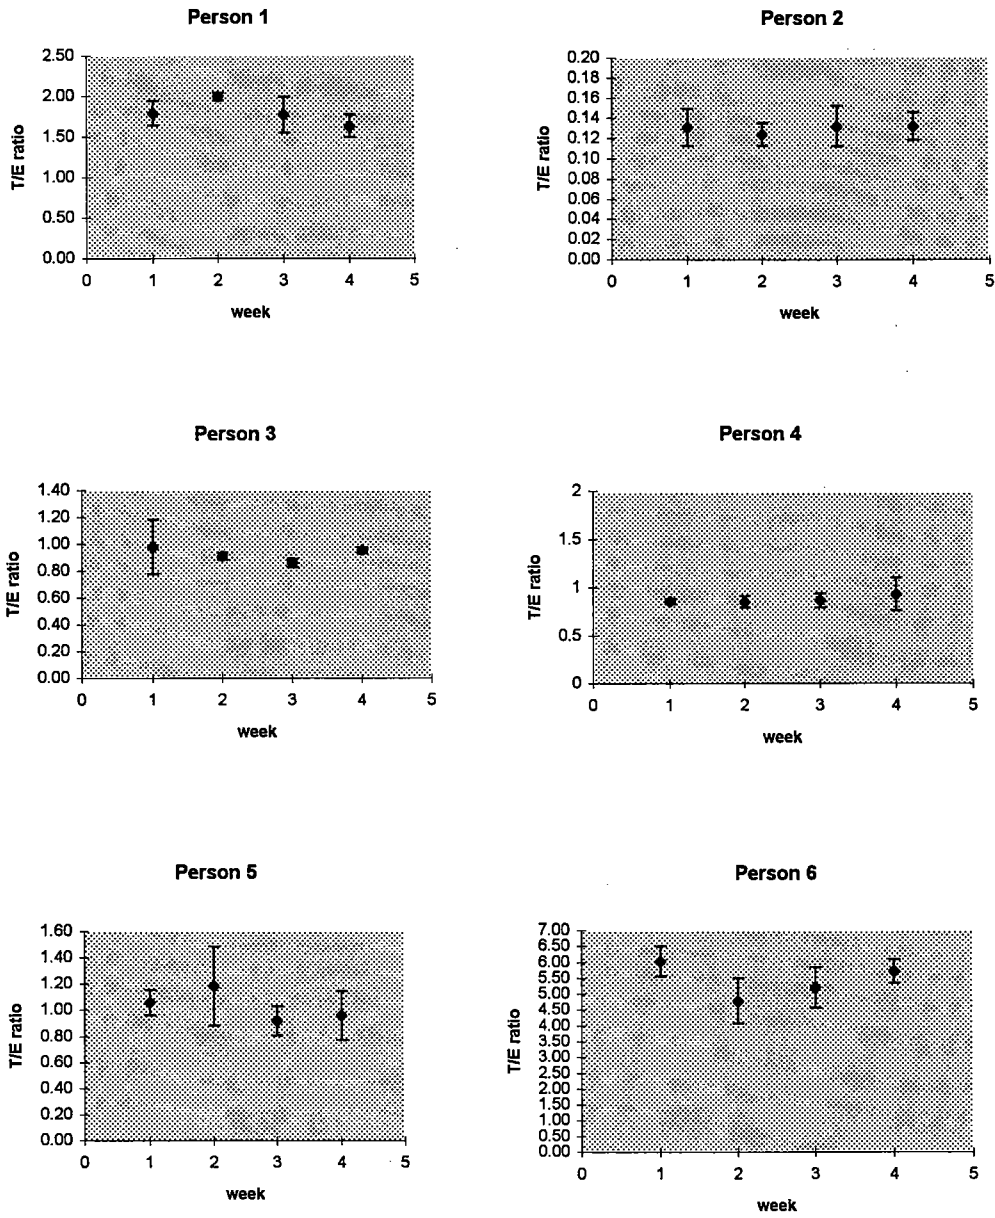 Person 1
2.50
2.00
1.50
1.00
0.50
0.00
T/E ratio
0 1 2 3 4 5
week
Person 2
0.20
0.18
0.16
0.14
0.12
0.10
0.08
0.06
0.04
0.02
0.00
T/E ratio
0 1 2 3 4 5
week
Person 3
1.40
1.20
1.00
0.80
0.60
0.40
0.20
0.00
T/E ratio
0 1 2 3 4 5
week
Person 4
2
1.5
1
0.5
0
T/E ratio
0 1 2 3 4 5
week
Person 5
1.60
1.40
1.20
1.00
0.80
0.60
0.40
0.20
0.00
T/E ratio
0 1 2 3 4 5
week
Person 6
7.00
6.50
6.00
5.50
5.00
4.50
4.00
3.50
3.00
2.50
2.00
1.50
1.00
0.50
0.00
T/E ratio
0 1 2 3 4 5
week